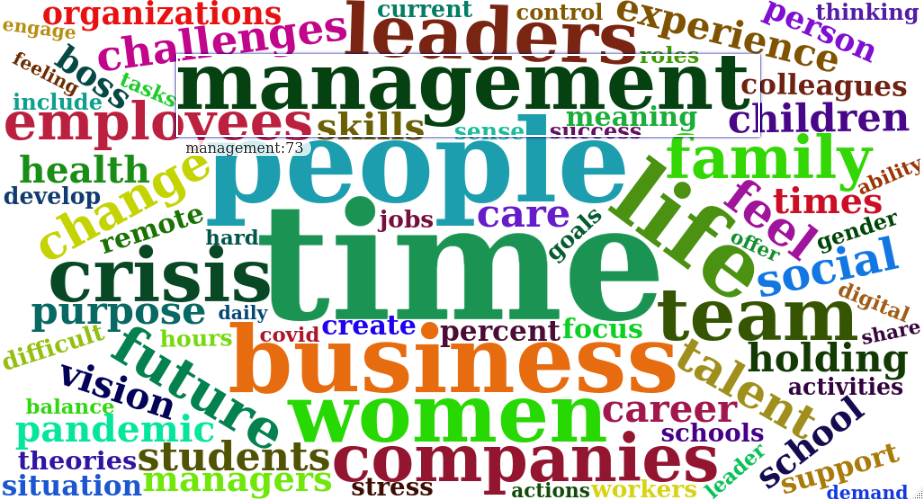 organizations
current
control
experience
person
thinking
engage
challenges
leaders
roles
feeling
boss
tasks
management
colleagues
include
employees
skills
sense
success
meaning
children
management:73
health
change
people
family
ability
develop
remote
jobs
care
goals
life
feel
times
gender
hard
time
offer
crisis
social
purpose
daily
team
digital
share
difficult
hours
covid
create
percent
focus
future
business
talent
holding
vision
activities
balance
women
career
pandemic
schools
school
theories
students
companies
leader
support
situation
managers
stress
actions
workers
demand